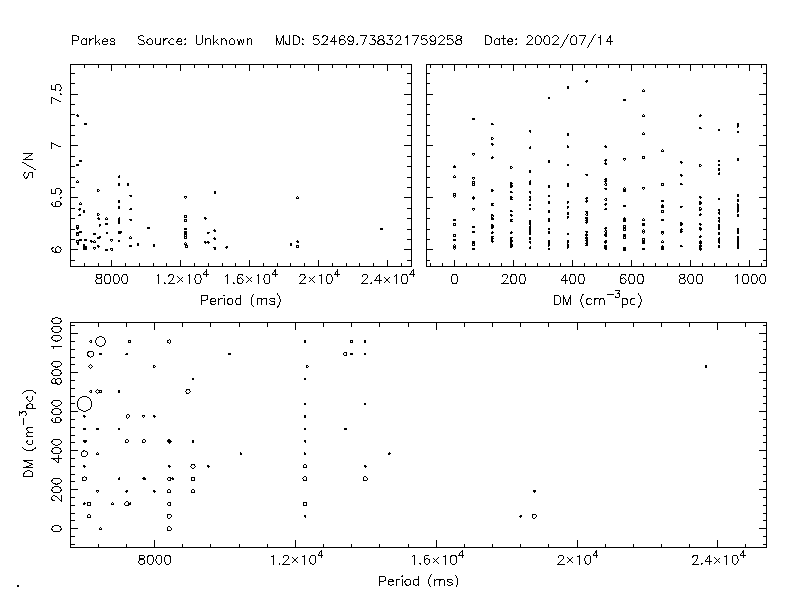 Parkes Source: Unknown MJD: 52469.738321759258 Date: 2002/07/14
7.5
7
6.5
6
S/N
8000 1.2×10⁴ 1.6×10⁴ 2×10⁴ 2.4×10⁴
Period (ms)
0 200 400 600 800 1000
DM (cm⁻³pc)
1000
800
600
400
200
0
DM (cm⁻³pc)
8000 1.2×10⁴ 1.6×10⁴ 2×10⁴ 2.4×10⁴
Period (ms)